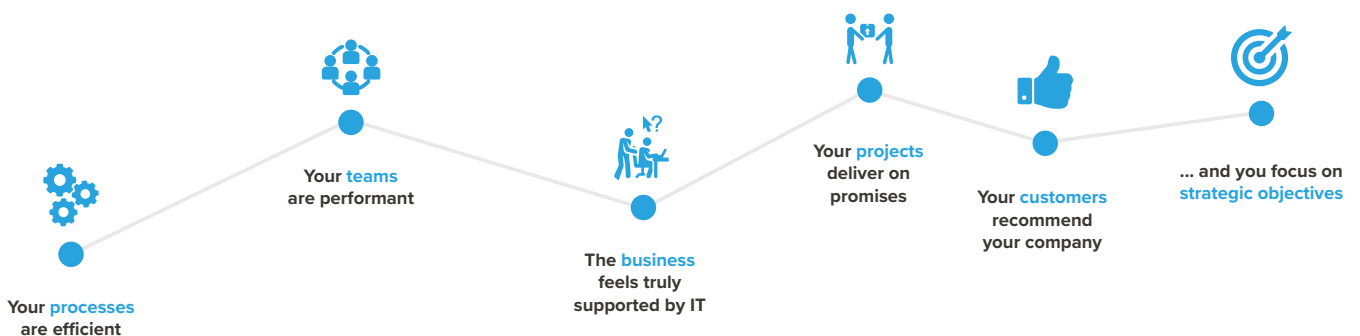 Your processes
are efficient
Your teams
are performant
?
The business
feels truly
supported by IT
Your projects
deliver on
promises
Your customers
recommend
your company
... and you focus on
strategic objectives